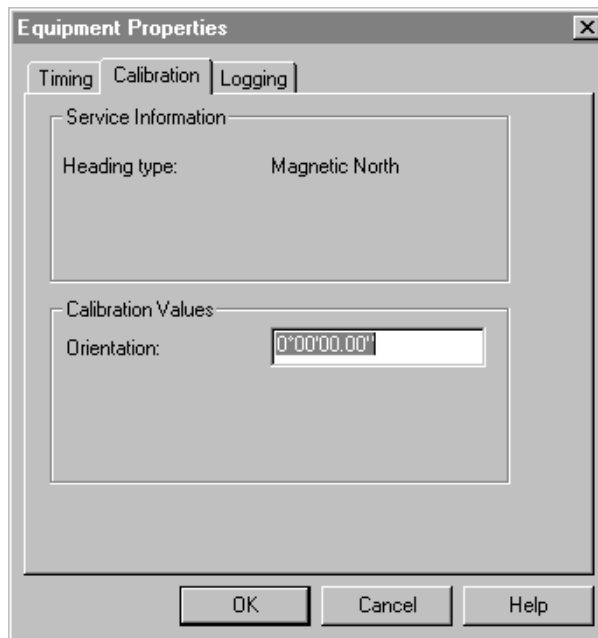 Equipment Properties
Timing Calibration Logging
Service Information
Heading type: Magnetic North
Calibration Values
Orientation: 0°00'00.00"
OK Cancel Help